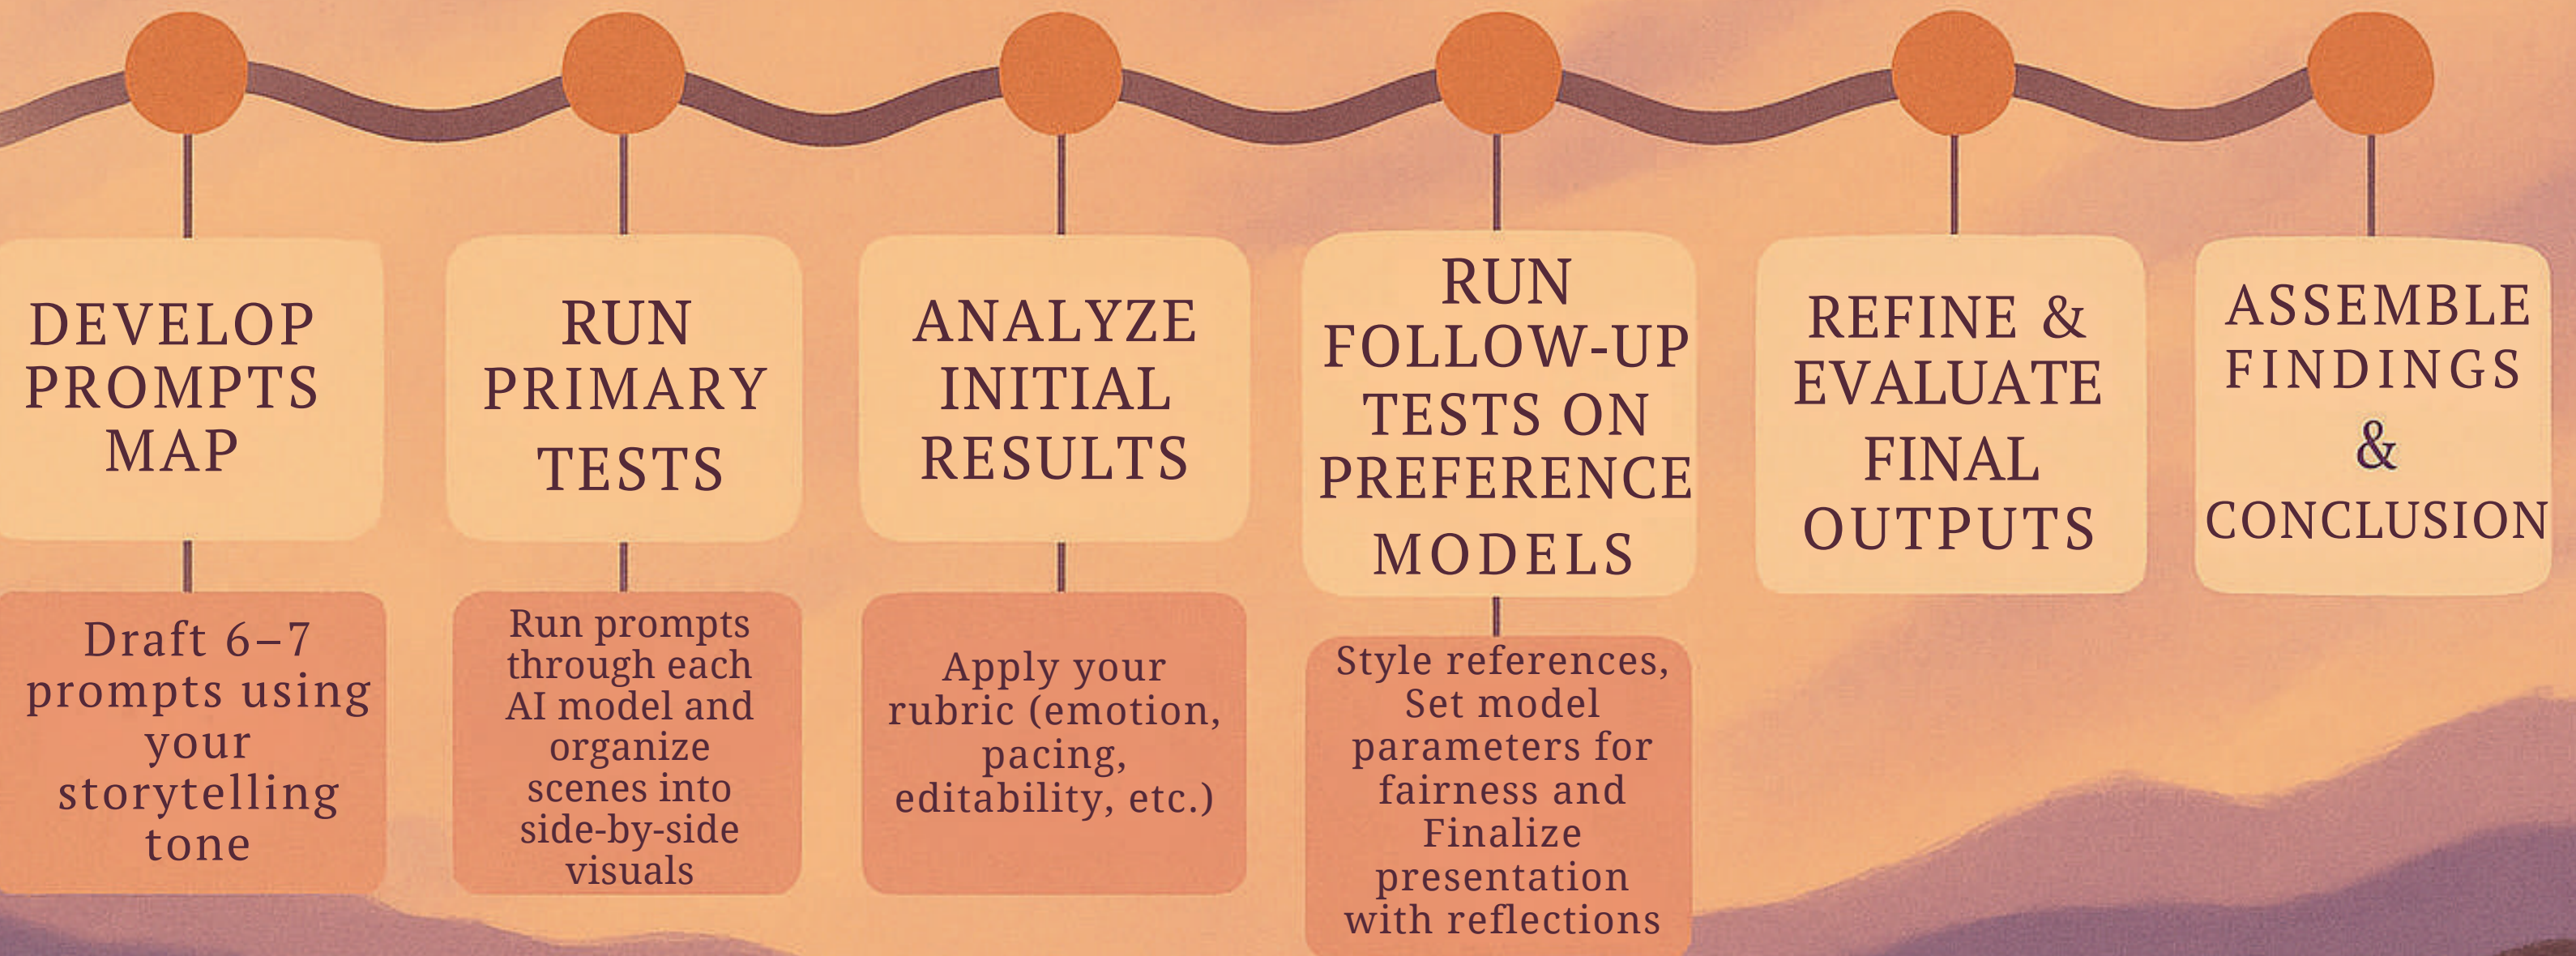 DEVELOP
PROMPTS
MAP
Draft 6–7
prompts using
your
storytelling
tone
RUN
PRIMARY
TESTS
Run prompts
through each
AI model and
organize
scenes into
side-by-side
visuals
ANALYZE
INITIAL
RESULTS
Apply your
rubric (emotion,
pacing,
editability, etc.)
RUN
FOLLOW-UP
TESTS ON
PREFERENCE
MODELS
Style references,
Set model
parameters for
fairness and
Finalize
presentation
with reflections
REFINE &
EVALUATE
FINAL
OUTPUTS
ASSEMBLE
FINDINGS
&
CONCLUSION